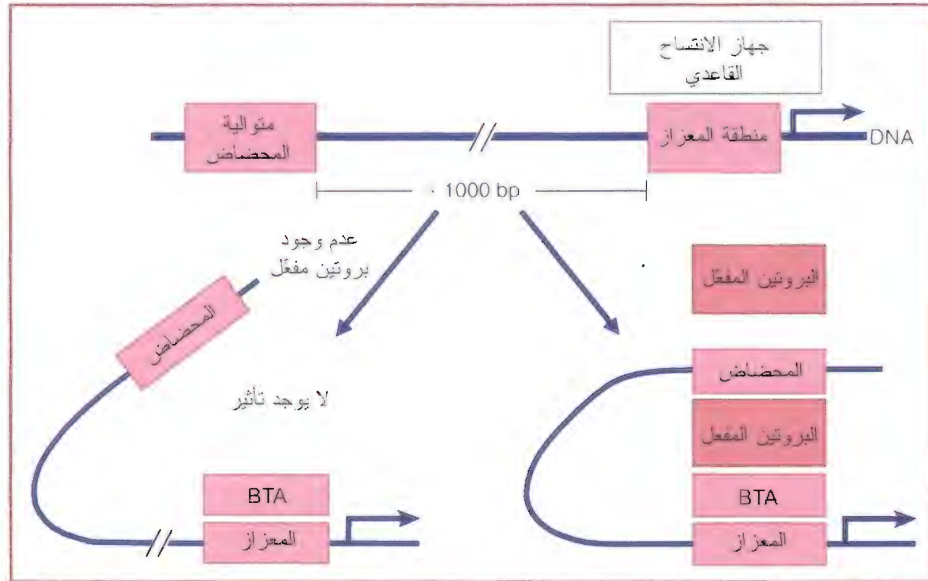 جهاز الانتساح
القاعدي
متوالية
المحضاض
منطقة المعزاز
DNA
1000 bp
عدم وجود
بروتين مفعّل
البروتين المفعّل
المحضاض
لا يوجد تأثير
المحضاض
البروتين المفعل
BTA
BTA
المعزاز
المعزاز